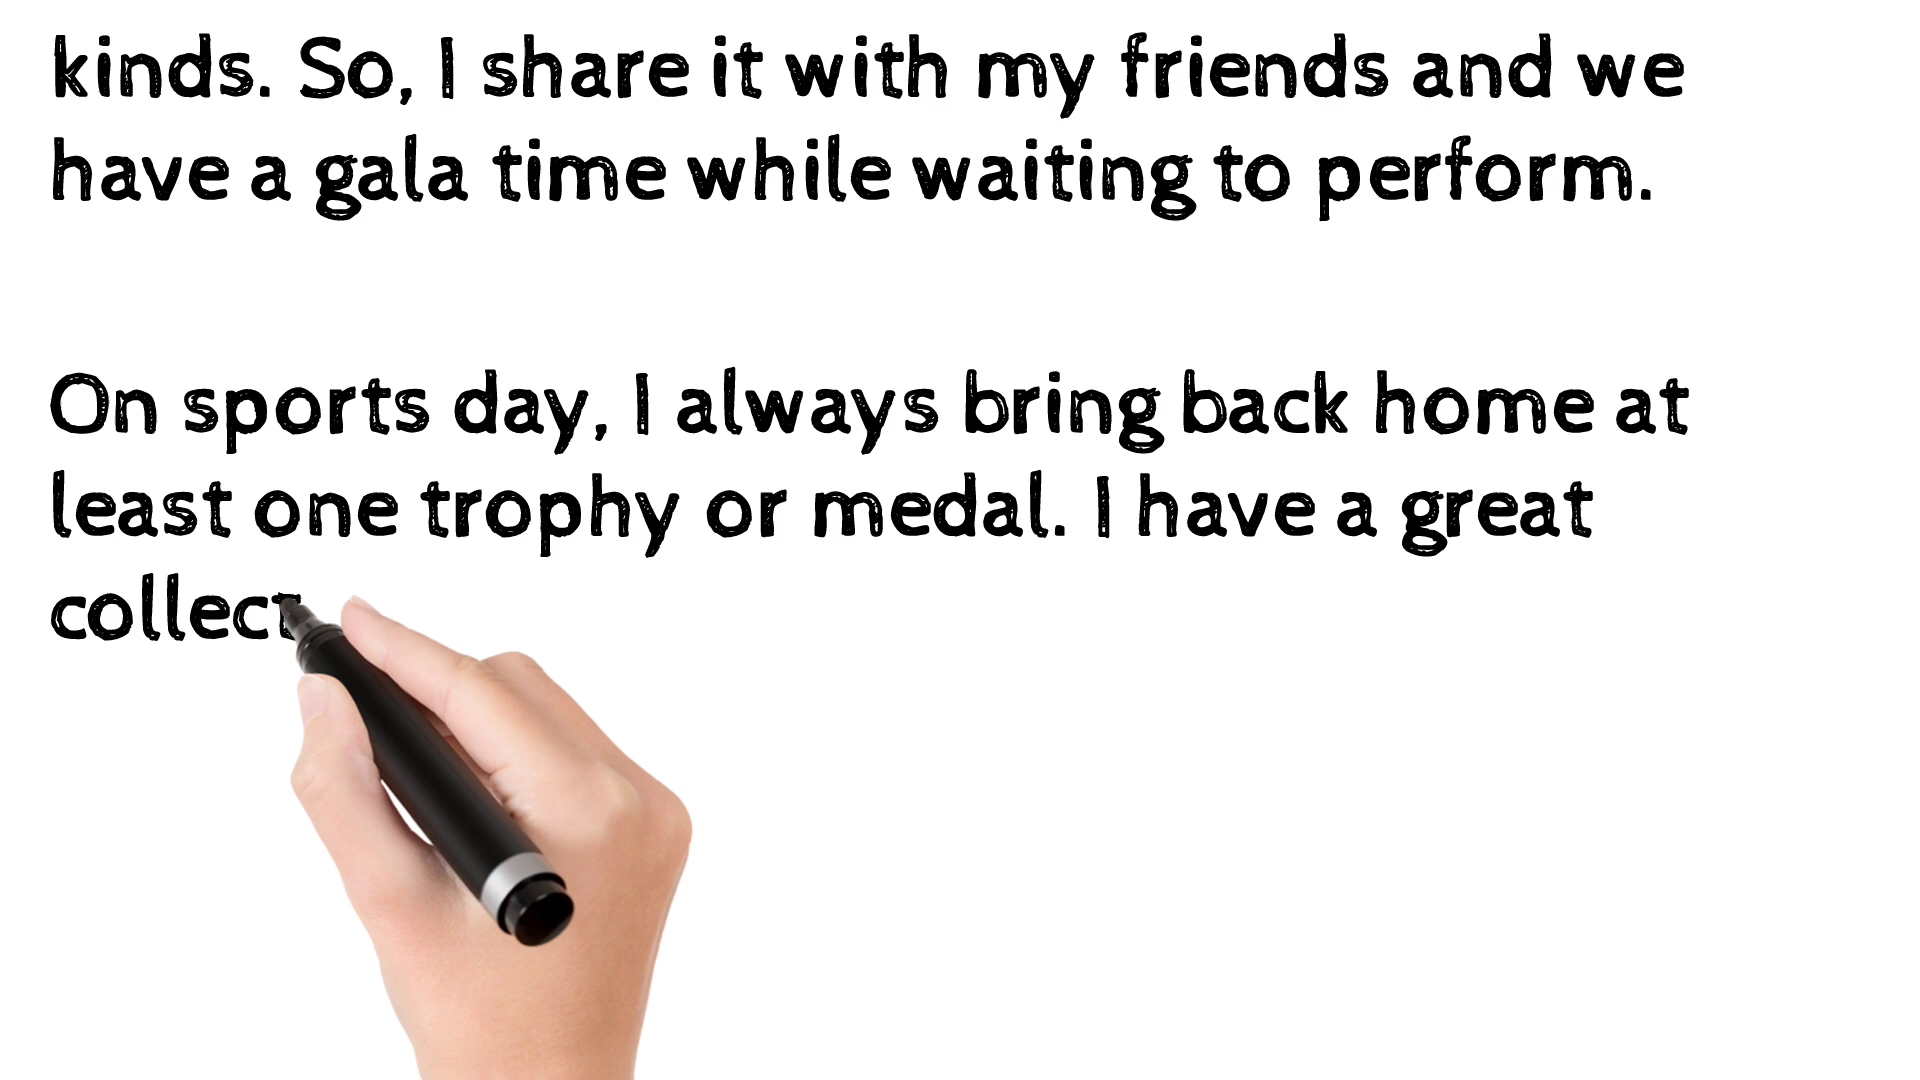 kinds. So, I share it with my friends and we
have a gala time while waiting to perform.
On sports day, I always bring back home at
least one trophy or medal. I have a great
collect